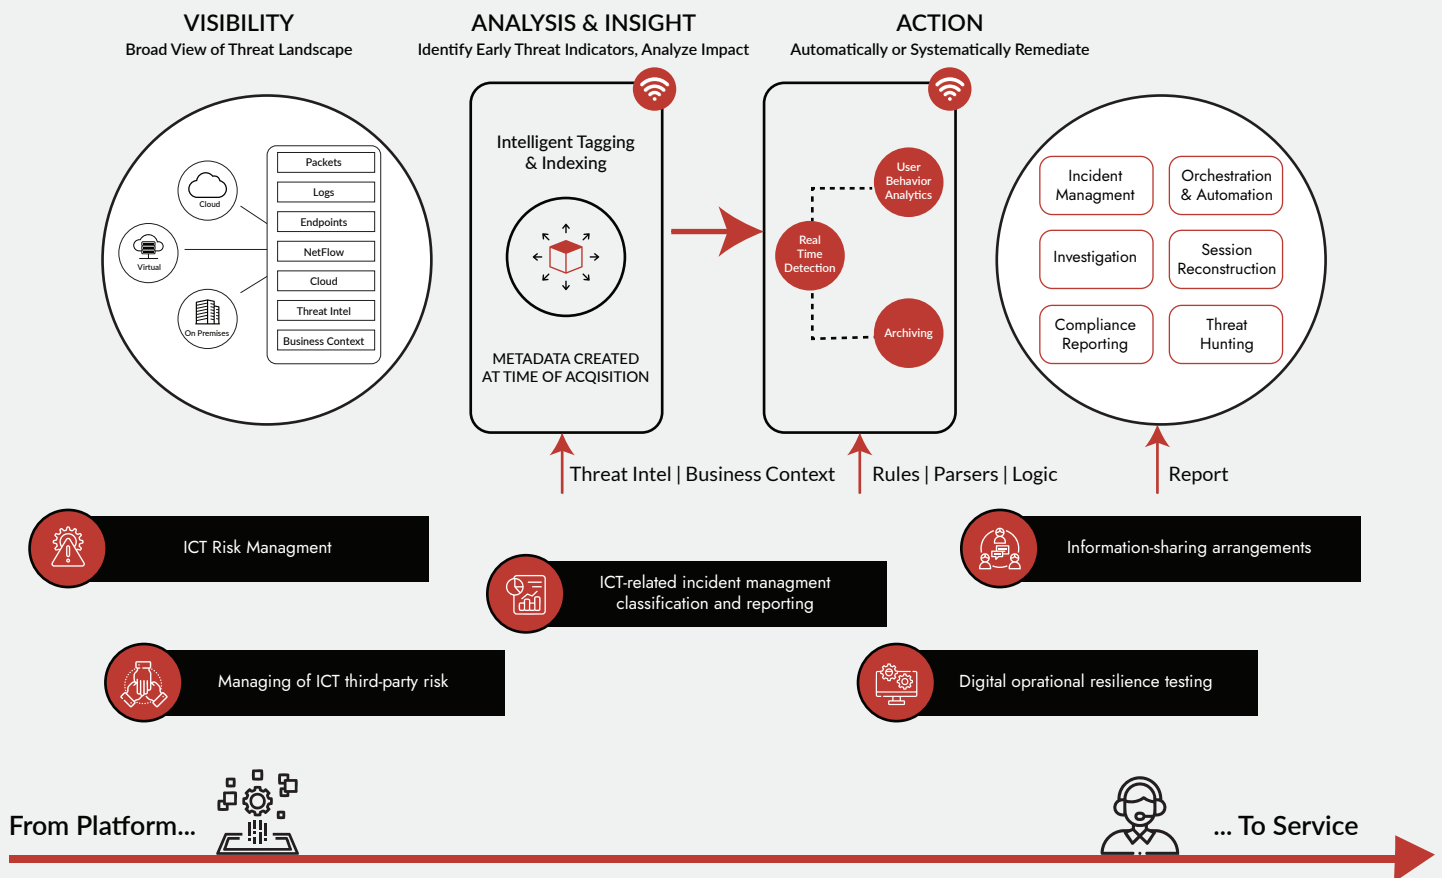 VISIBILITY
Broad View of Threat Landscape
ANALYSIS & INSIGHT
Identify Early Threat Indicators, Analyze Impact
ACTION
Automatically or Systematically Remediate
Cloud
Virtual
On Premises
Packets
Logs
Endpoints
NetFlow
Cloud
Threat Intel
Business Context
Intelligent Tagging
& Indexing
METADATA CREATED
AT TIME OF ACQISITION
User
Behavior
Analytics
Real
Time
Detection
Archiving
Incident
Managment
Orchestration
& Automation
Investigation
Session
Reconstruction
Compliance
Reporting
Threat
Hunting
Threat Intel | Business Context
Rules | Parsers | Logic
Report
ICT Risk Managment
ICT-related incident managment
classification and reporting
Information-sharing arrangements
Managing of ICT third-party risk
Digital oprational resilience testing
From Platform...
... To Service